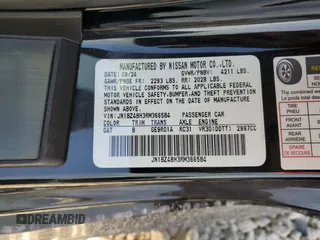 MANUFACTURED BY NISSAN MOTOR CO.,LTD.
DATE: 09/24 GVWR/PNBV: 4211 LBS.
GAWR/PNBE FR: 2293 LBS. RR: 2028 LBS.
THIS VEHICLE CONFORMS TO ALL APPLICABLE FEDERAL
MOTOR VEHICLE SAFETY, BUMPER, AND THEFT PREVENTION
STANDARDS IN EFFECT ON THE DATE OF MANUFACTURE
SHOWN ABOVE.
VIN: JN1BZ4BH3RM366584 PASSENGER CAR
COLOR TRIM TRANS AXLE ENGINE
GAT B RC31 VR30(DDTT) 2997CC
JN1BZ4BH3RM366584
DREAMBID